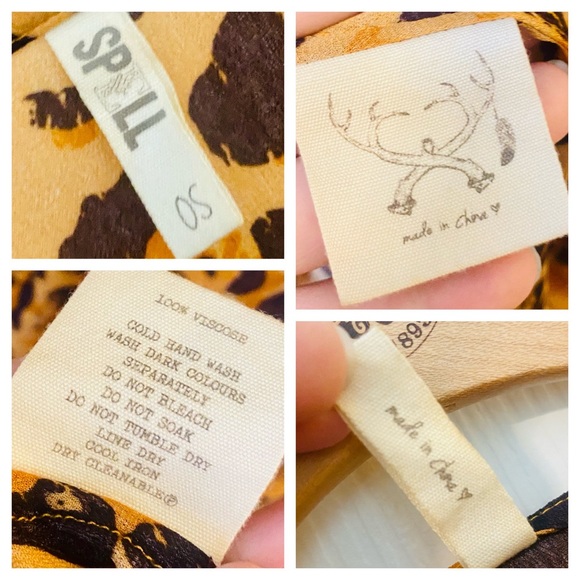 SPELL
OS
made in China ♡
100% VISCOSE
COLD HAND WASH
WASH DARK COLOURS
SEPARATELY
DO NOT BLEACH
DO NOT SOAK
DO NOT TUMBLE DRY
LINE DRY
COOL IRON
DRY CLEANABLE Ⓟ
made in China ♡